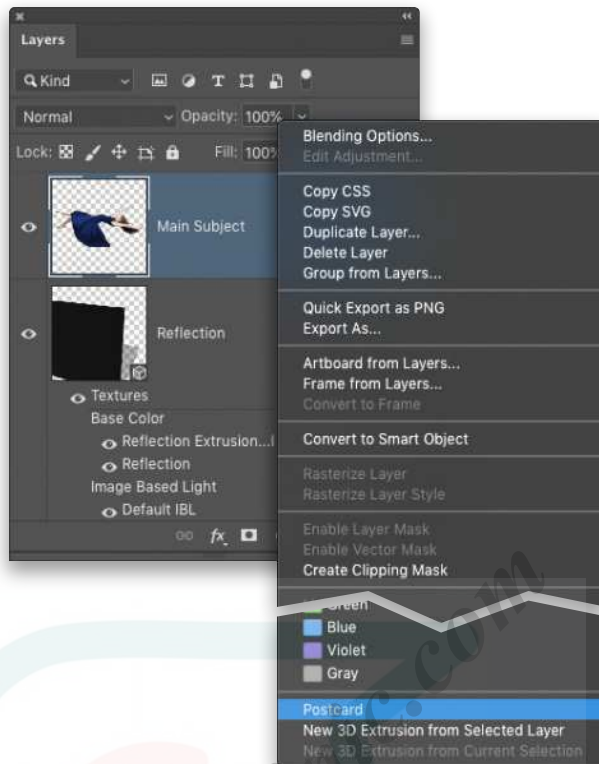 Layers
Kind
Normal Opacity: 100%
Lock: Fill: 100%
Main Subject
Reflection
Textures
Base Color
Reflection Extrusion...
Reflection
Image Based Light
Default IBL
fx
Blending Options...
Edit Adjustment...
Copy CSS
Copy SVG
Duplicate Layer...
Delete Layer
Group from Layers...
Quick Export as PNG
Export As...
Artboard from Layers...
Frame from Layers...
Convert to Frame
Convert to Smart Object
Rasterize Layer
Rasterize Layer Style
Enable Layer Mask
Enable Vector Mask
Create Clipping Mask
Green
Blue
Violet
Gray
Postcard
New 3D Extrusion from Selected Layer
New 3D Extrusion from Current Selection